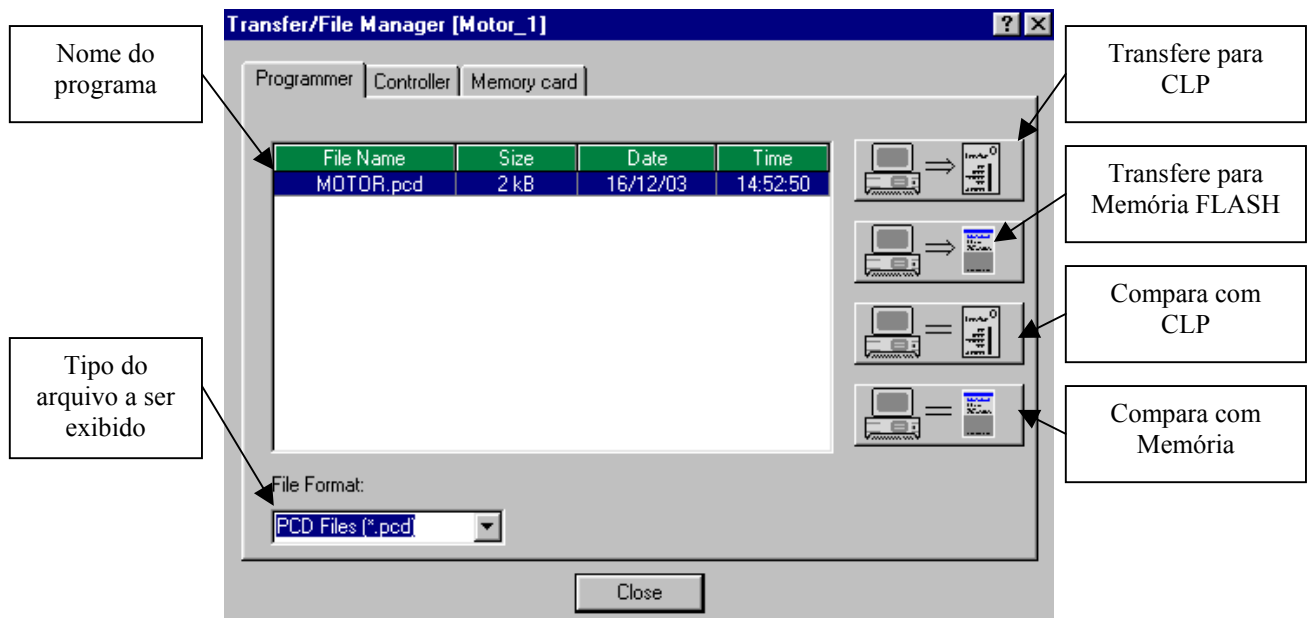 Transfer/File Manager [Motor_1]
Nome do
programa
Programmer
Controller
Memory card
Transfere para
CLP
File Name Size Date Time
MOTOR.pcd 2 kB 16/12/03 14:52:50
Transfere para
Memória FLASH
Compara com
CLP
Tipo do
arquivo a ser
exibido
Compara com
Memória
File Format:
PCD Files (*.pcd)
Close